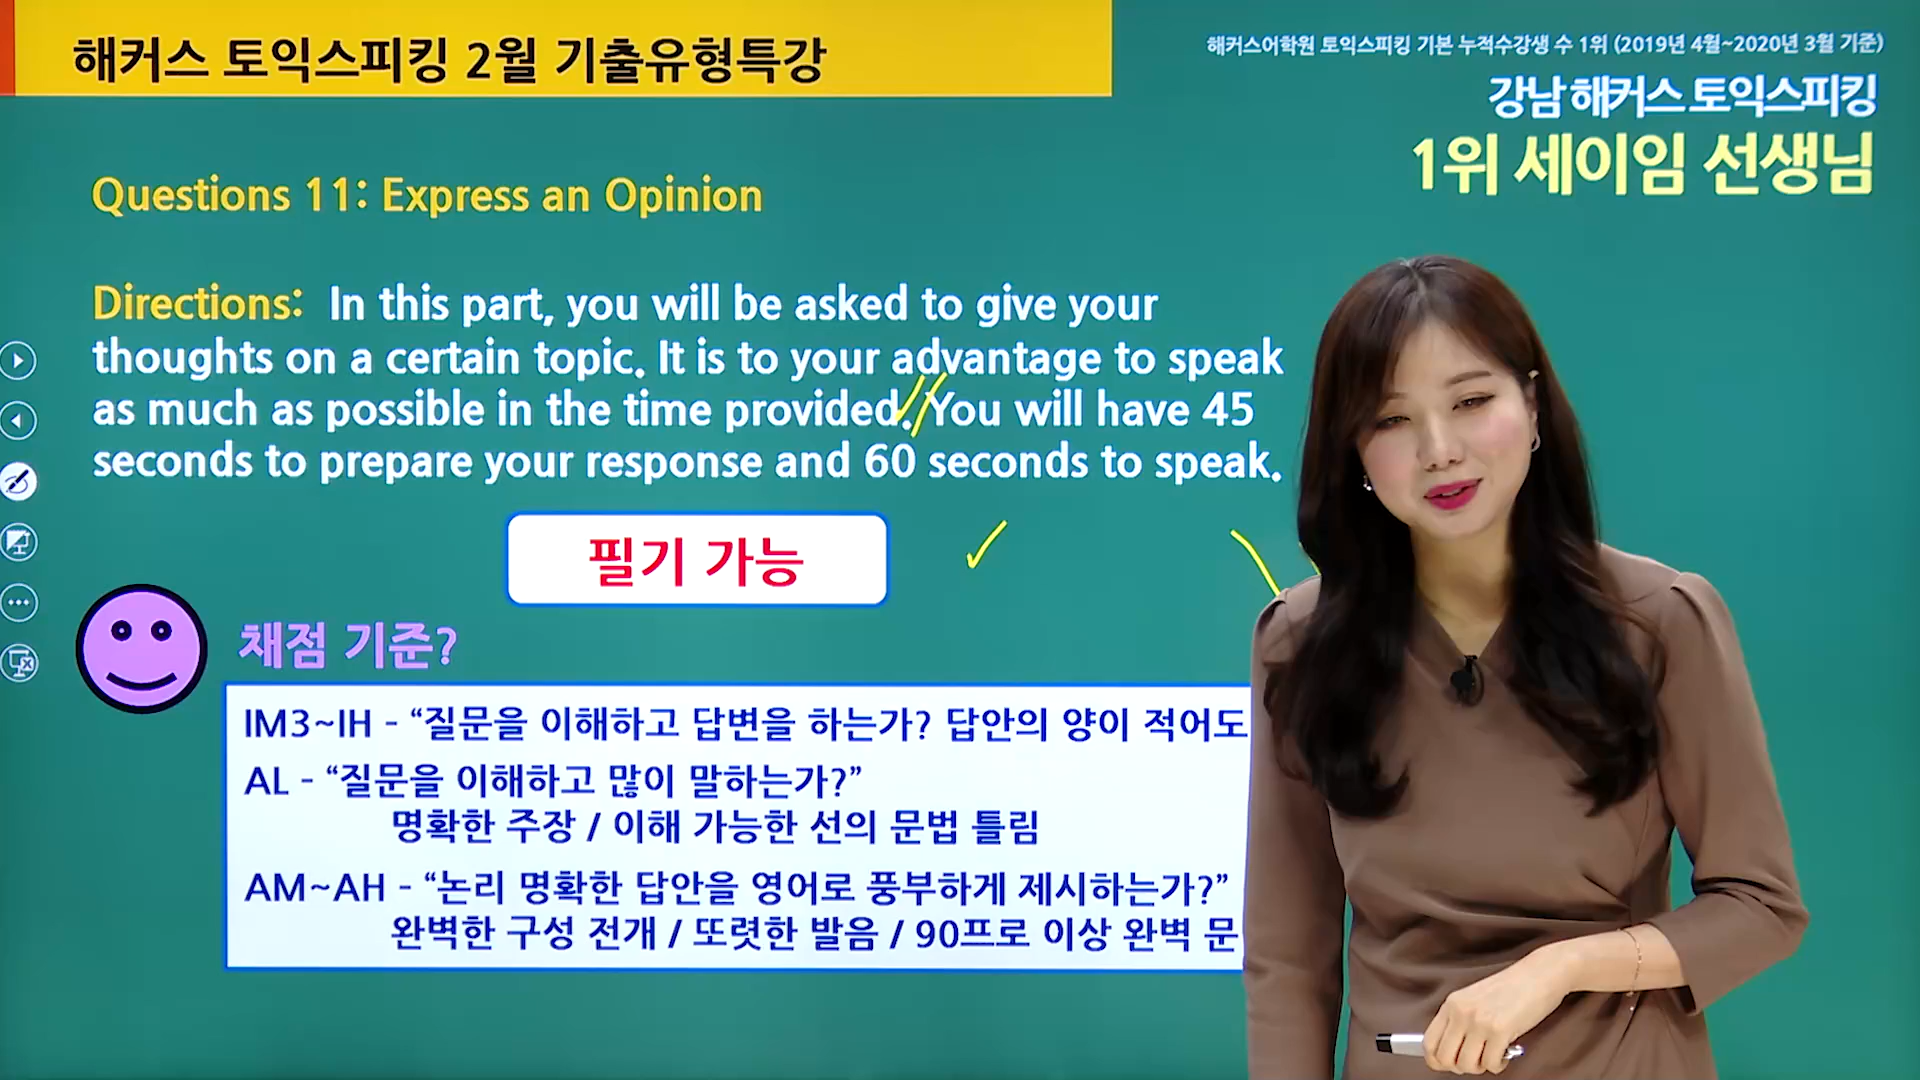 해커스 토익스피킹 2월 기출유형특강
해커스어학원 토익스피킹 기본 누적수강생 수 1위 (2019년 4월~2020년 3월 기준)
강남 해커스 토익스피킹
1위 세이임 선생님
Questions 11: Express an Opinion
Directions: In this part, you will be asked to give your
thoughts on a certain topic. It is to your advantage to speak
as much as possible in the time provided. You will have 45
seconds to prepare your response and 60 seconds to speak.
필기 가능
채점 기준?
IM3~IH - “질문을 이해하고 답변을 하는가? 답안의 양이 적어도
AL - “질문을 이해하고 많이 말하는가?”
명확한 주장 / 이해 가능한 선의 문법 틀림
AM~AH - “논리 명확한 답안을 영어로 풍부하게 제시하는가?”
완벽한 구성 전개 / 또렷한 발음 / 90프로 이상 완벽 문